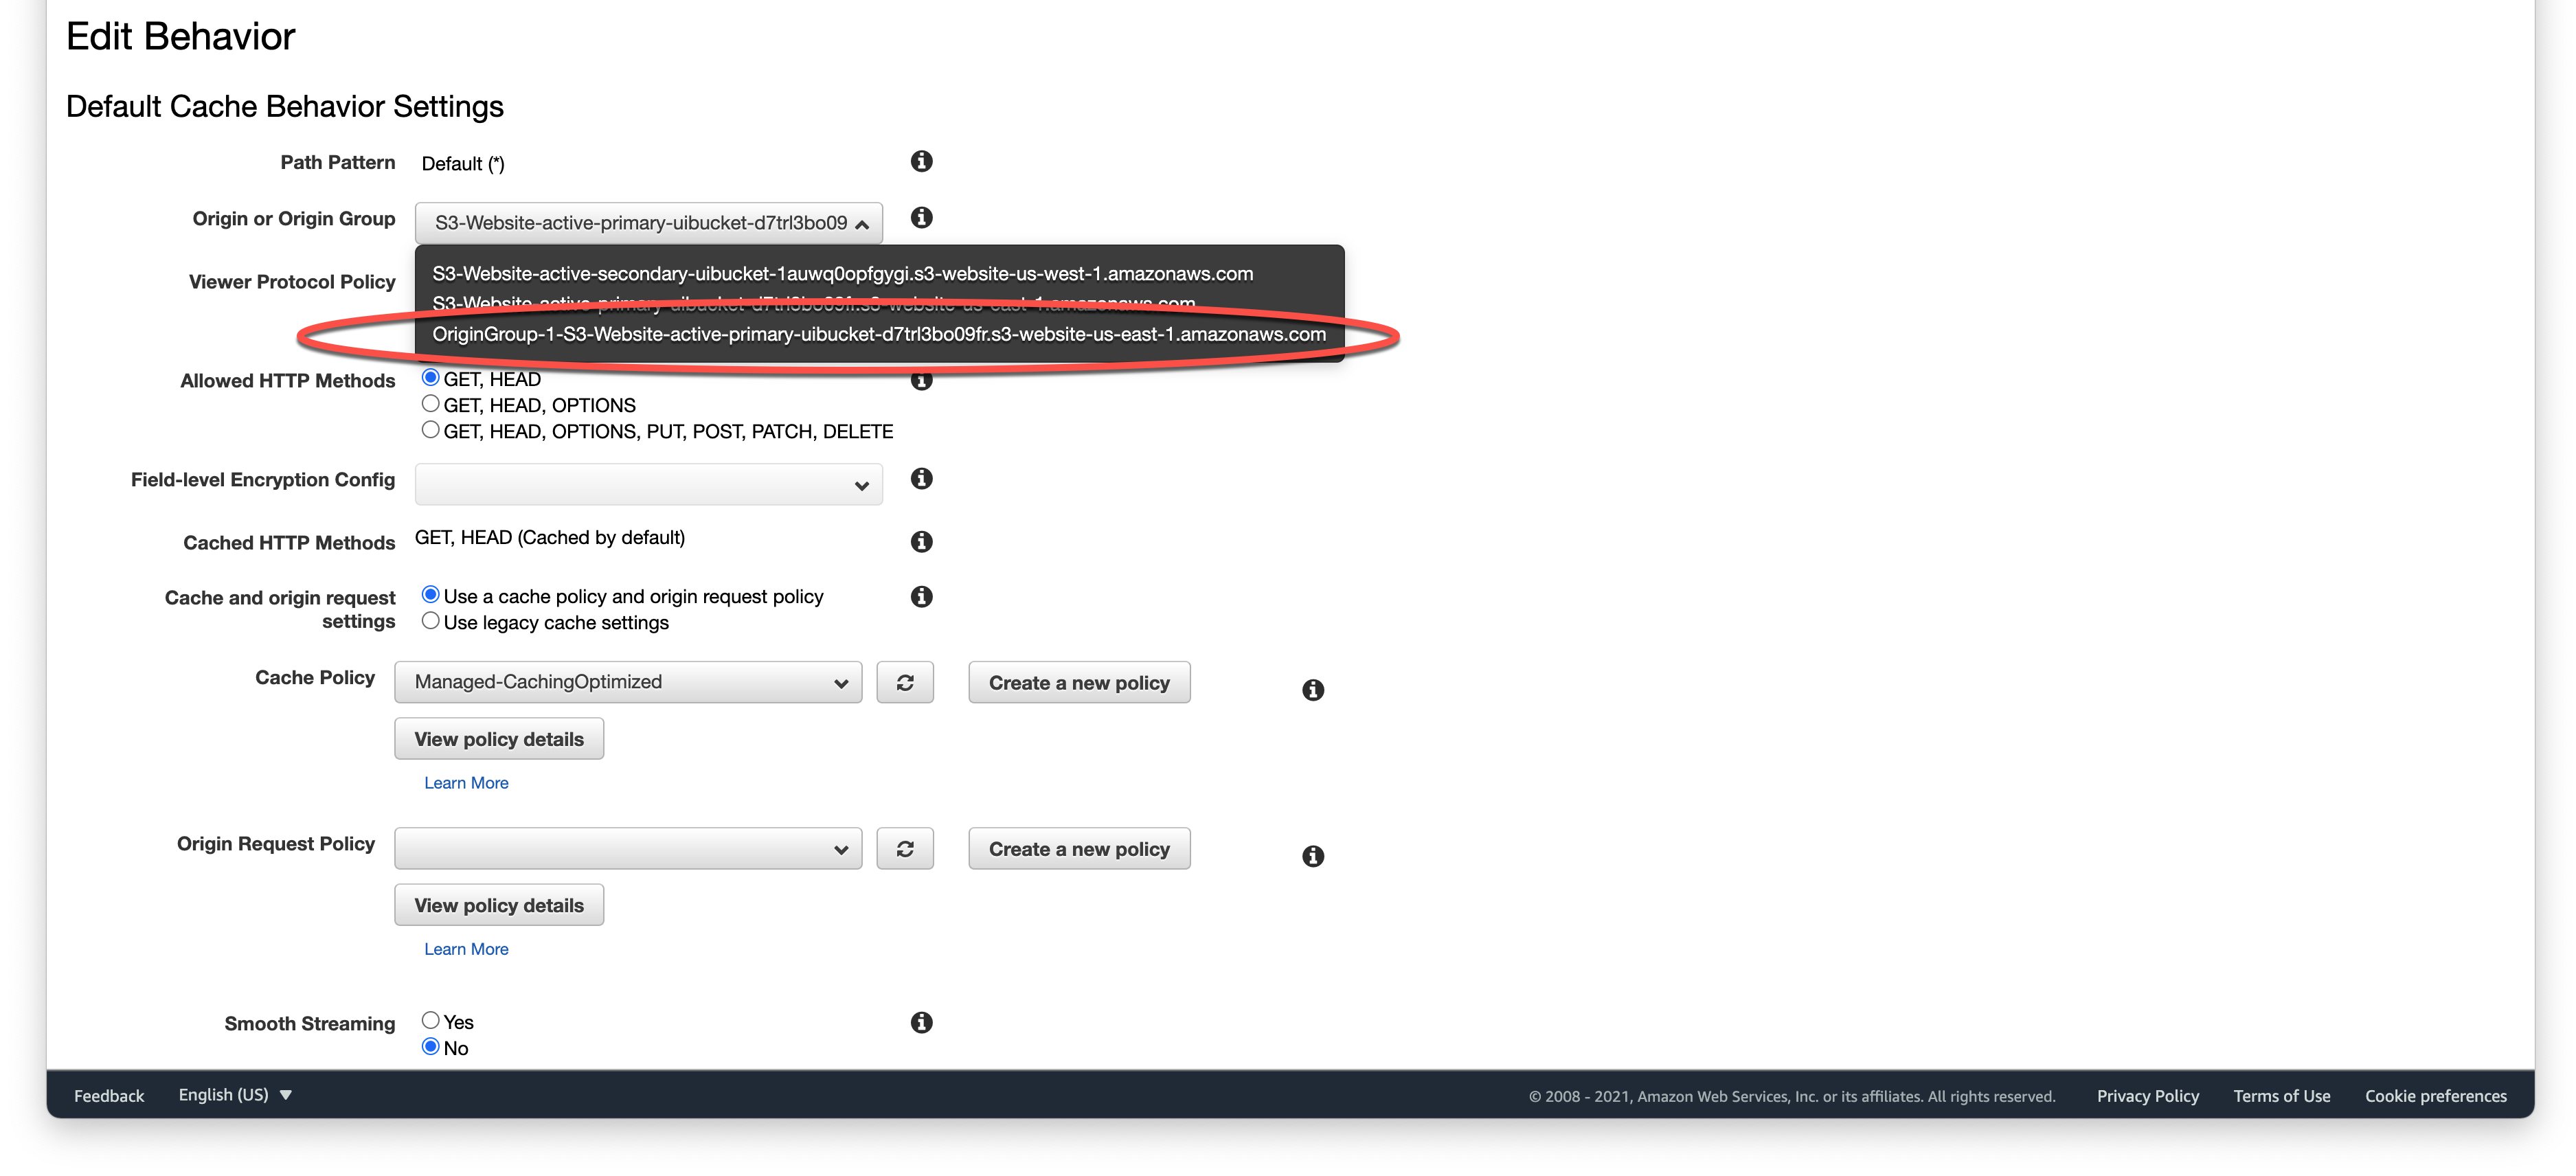 Edit Behavior
Default Cache Behavior Settings
Path Pattern Default (*)
Origin or Origin Group S3-Website-active-primary-uibucket-d7trl3bo09
S3-Website-active-secondary-uibucket-1auwq0opfgygi.s3-website-us-west-1.amazonaws.com
Viewer Protocol Policy
S3-Website-active-primary-uibucket-d7trl3bo09fr.s3-website-us-east-1.amazonaws.com
OriginGroup-1-S3-Website-active-primary-uibucket-d7trl3bo09fr.s3-website-us-east-1.amazonaws.com
Allowed HTTP Methods GET, HEAD
GET, HEAD, OPTIONS
GET, HEAD, OPTIONS, PUT, POST, PATCH, DELETE
Field-level Encryption Config
Cached HTTP Methods GET, HEAD (Cached by default)
Cache and origin request settings Use a cache policy and origin request policy
Use legacy cache settings
Cache Policy Managed-CachingOptimized Create a new policy
View policy details
Learn More
Origin Request Policy Create a new policy
View policy details
Learn More
Smooth Streaming Yes
No
Feedback English (US) © 2008 - 2021, Amazon Web Services, Inc. or its affiliates. All rights reserved. Privacy Policy Terms of Use Cookie preferences